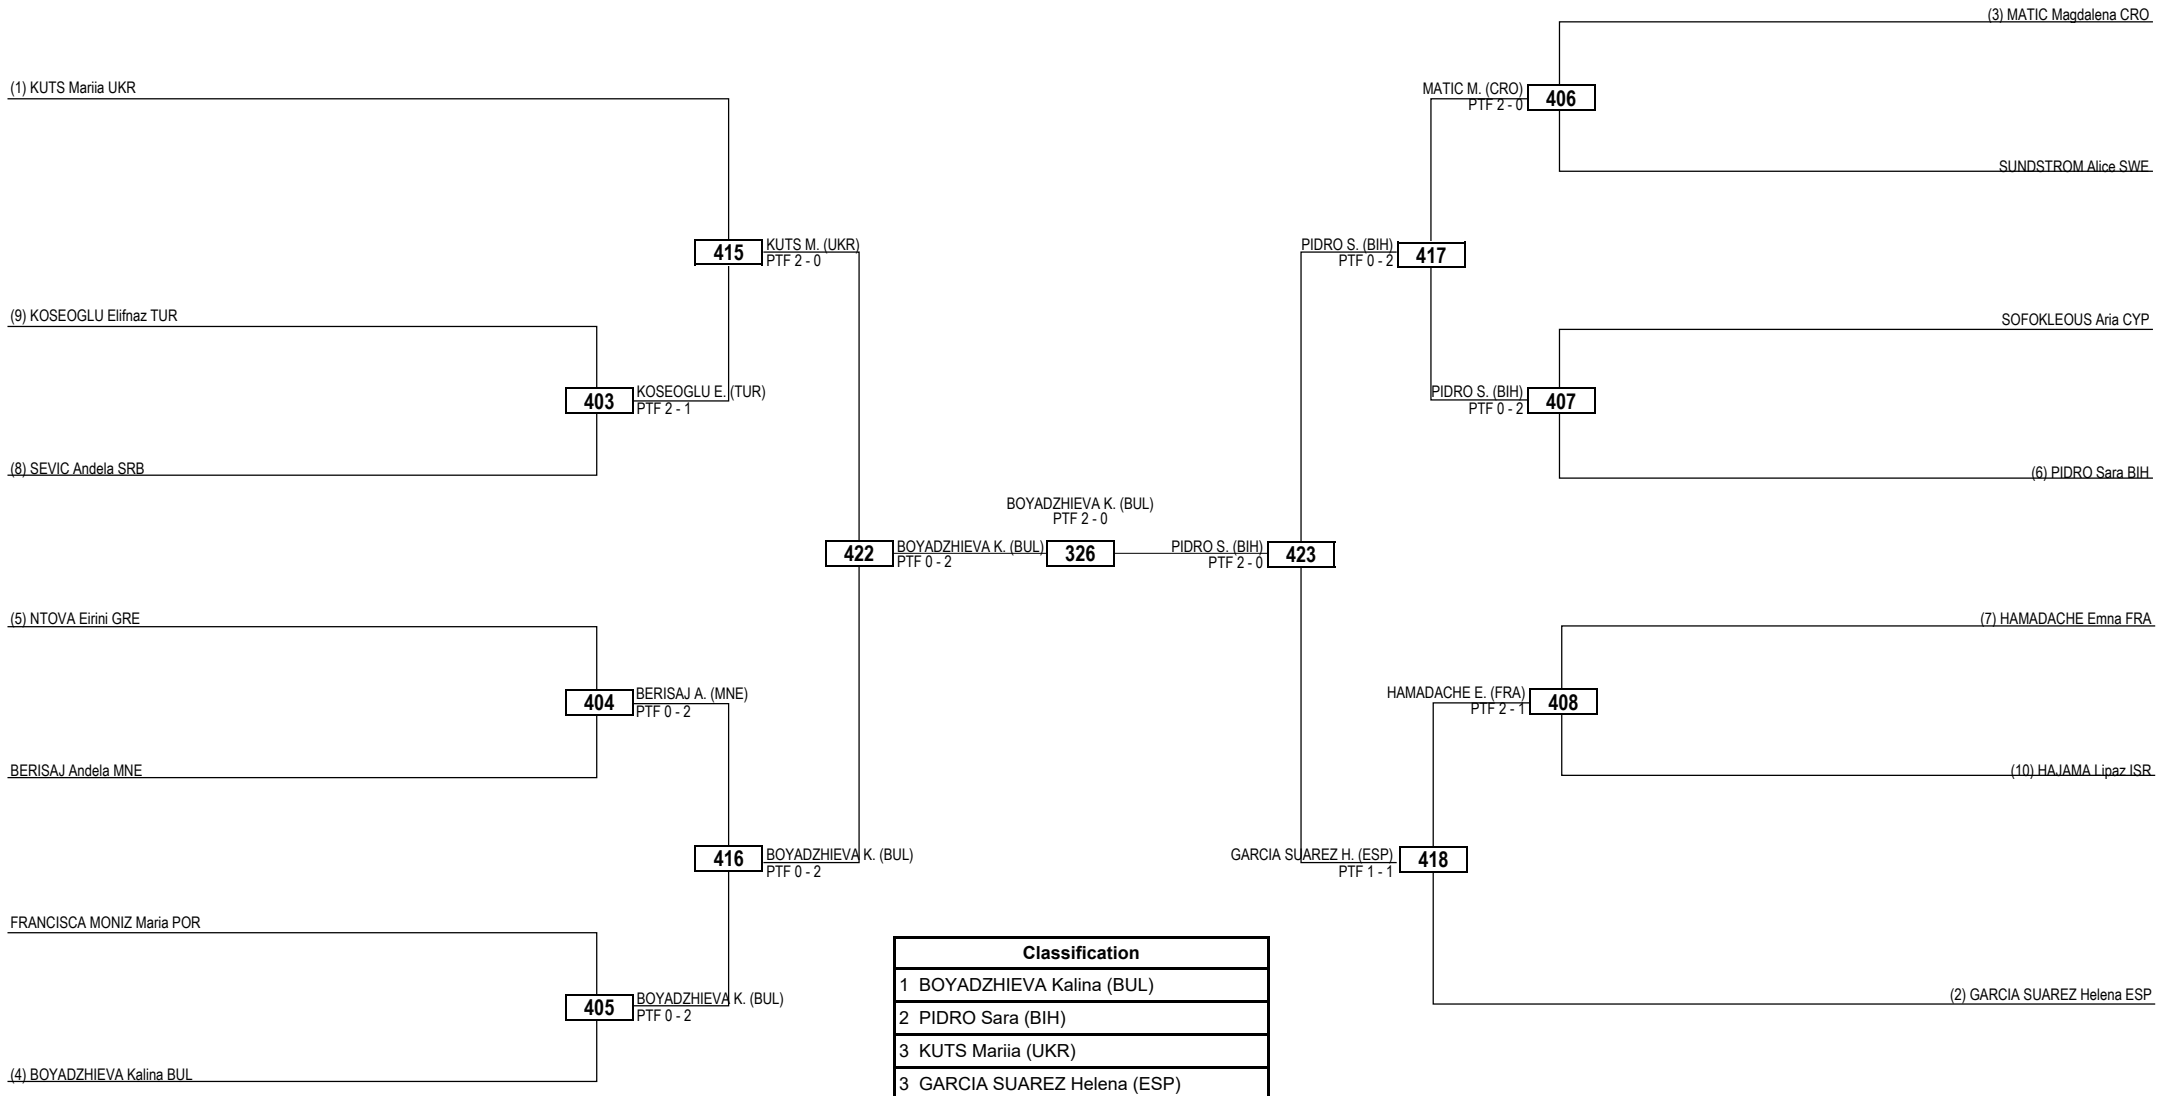 (3) MATIC Magdalena CRO
(1) KUTS Mariia UKR
MATIC M. (CRO)
PTF 2 - 0
406
SUNDSTROM Alice SWE
415
KUTS M. (UKR)
PTF 2 - 0
PIDRO S. (BIH)
PTF 0 - 2
417
(9) KOSEOGLU Elifnaz TUR
SOFOKLEOUS Aria CYP
403
KOSEOGLU E. (TUR)
PTF 2 - 1
PIDRO S. (BIH)
PTF 0 - 2
407
(8) SEVIC Andela SRB
(6) PIDRO Sara BIH
BOYADZHIEVA K. (BUL)
PTF 2 - 0
422
BOYADZHIEVA K. (BUL)
PTF 0 - 2
326
PIDRO S. (BIH)
PTF 2 - 0
423
(5) NTOVA Eirini GRE
(7) HAMADACHE Emna FRA
404
BERISAJ A. (MNE)
PTF 0 - 2
HAMADACHE E. (FRA)
PTF 2 - 1
408
BERISAJ Andela MNE
(10) HAJAMA Lipaz ISR
416
BOYADZHIEVA K. (BUL)
PTF 0 - 2
GARCIA SUAREZ H. (ESP)
PTF 1 - 1
418
FRANCISCA MONIZ Maria POR
405
BOYADZHIEVA K. (BUL)
PTF 0 - 2
(2) GARCIA SUAREZ Helena ESP
(4) BOYADZHIEVA Kalina BUL
Classification
1 BOYADZHIEVA Kalina (BUL)
2 PIDRO Sara (BIH)
3 KUTS Mariia (UKR)
3 GARCIA SUAREZ Helena (ESP)